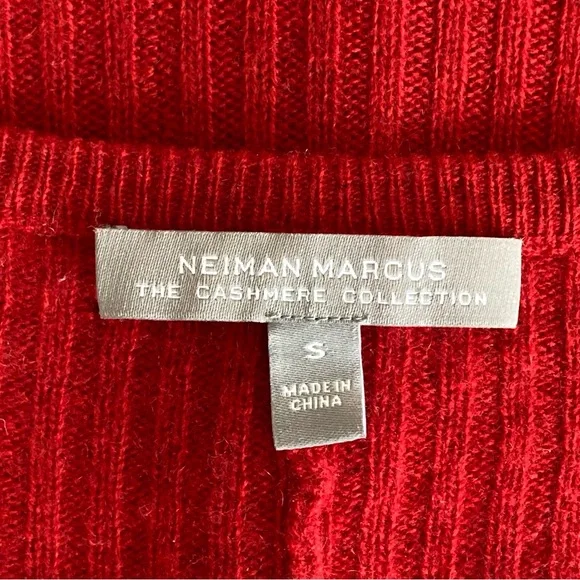 NEIMAN MARCUS
THE CASHMERE COLLECTION
S
MADE IN
CHINA